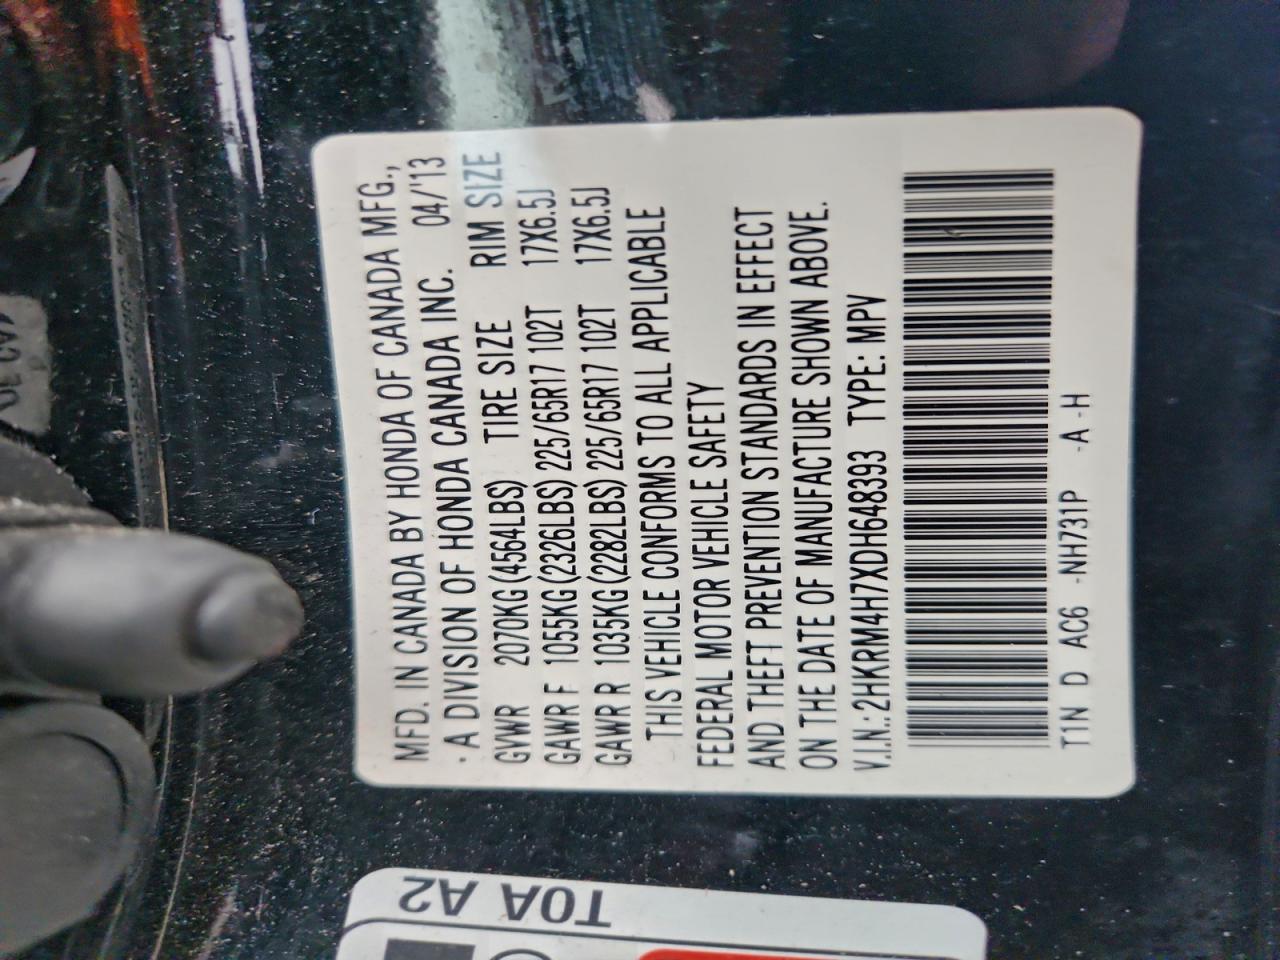 MFD. IN CANADA BY HONDA OF CANADA MFG.,
A DIVISION OF HONDA CANADA INC. 04/'13
GVWR 2070KG(4564LBS) TIRE SIZE RIM SIZE
GAWR F 1055KG(2326LBS) 225/65R17 102T 17X6.5J
GAWR R 1035KG(2282LBS) 225/65R17 102T 17X6.5J
THIS VEHICLE CONFORMS TO ALL APPLICABLE
FEDERAL MOTOR VEHICLE SAFETY
AND THEFT PREVENTION STANDARDS IN EFFECT
ON THE DATE OF MANUFACTURE SHOWN ABOVE.
V.I.N.: 2HKRM4H7XDH648393 TYPE: MPV
T1N D AC6 -NH731P -A -H
TOA A2